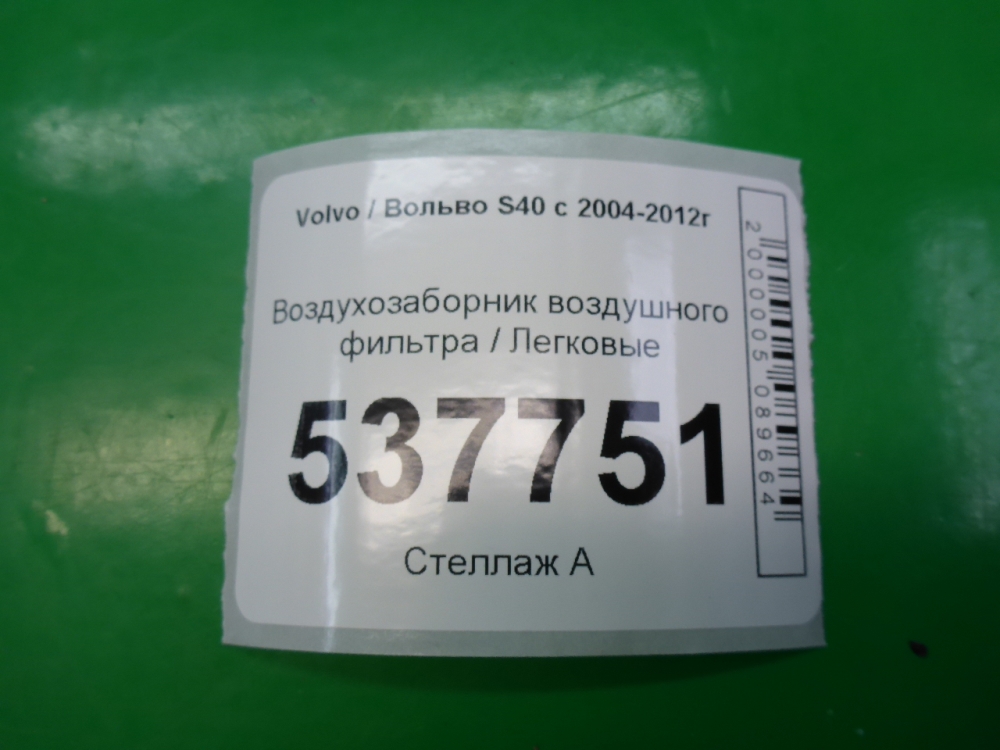 Volvo / Вольво S40 с 2004-2012г
Воздухозаборник воздушного
фильтра / Легковые
537751
Стеллаж А
2000005089664